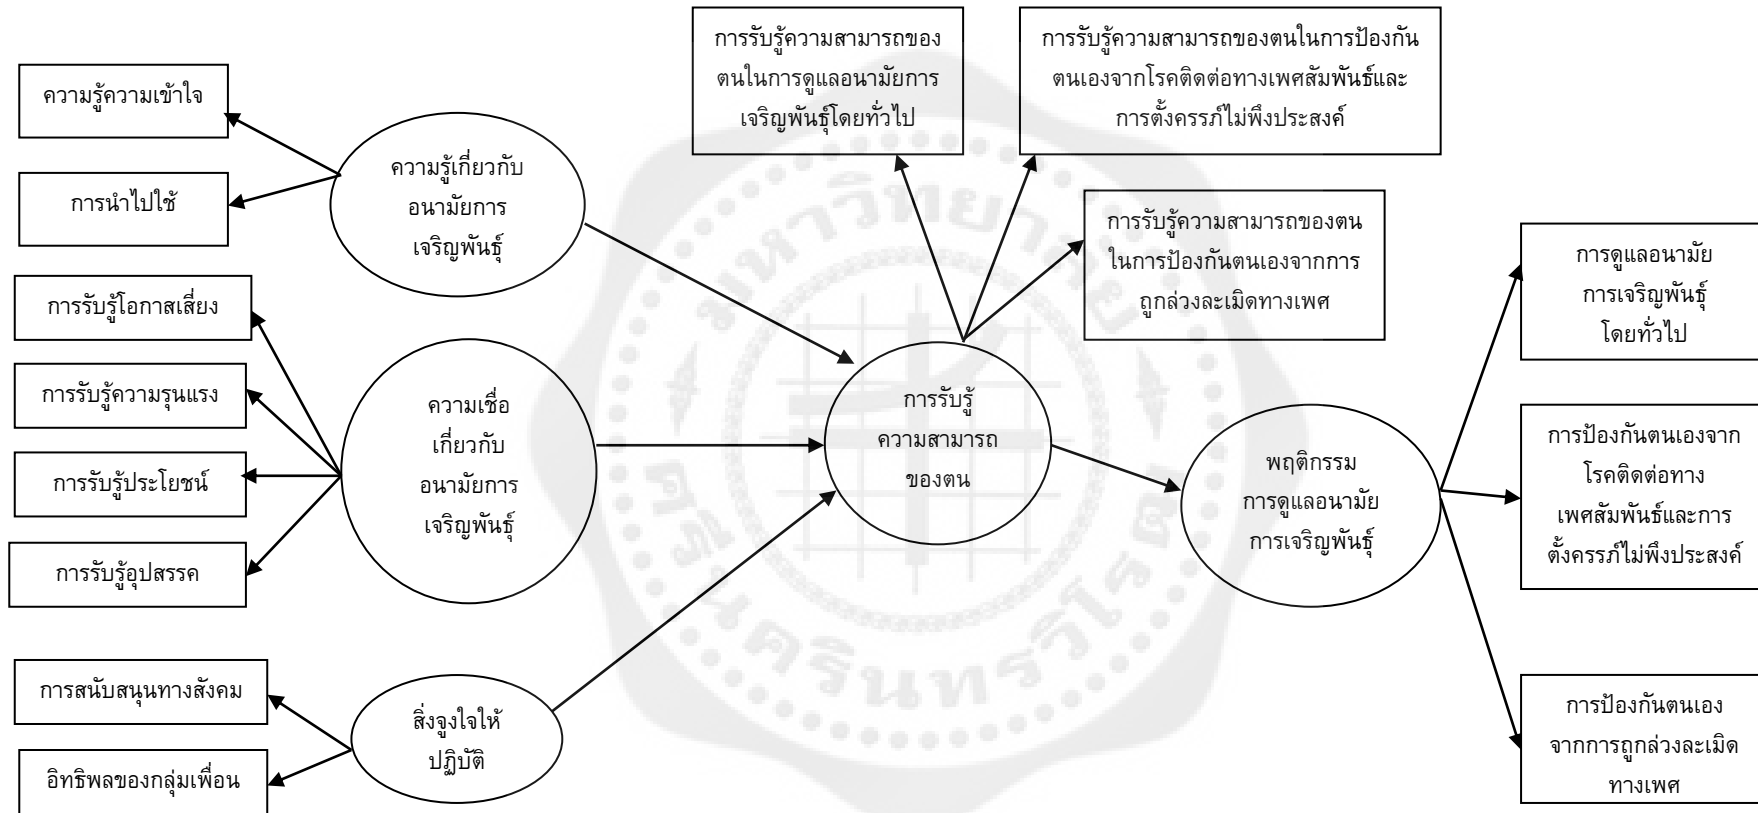 ความรู้ความเข้าใจ
การนำไปใช้
ความรู้เกี่ยวกับ
อนามัยการ
เจริญพันธุ์
การรับรู้โอกาสเสี่ยง
การรับรู้ความรุนแรง
การรับรู้ประโยชน์
การรับรู้อุปสรรค
ความเชื่อ
เกี่ยวกับ
อนามัยการ
เจริญพันธุ์
การสนับสนุนทางสังคม
อิทธิพลของกลุ่มเพื่อน
สิ่งจูงใจให้
ปฏิบัติ
การรับรู้ความสามารถของ
ตนในการดูแลอนามัยการ
เจริญพันธุ์โดยทั่วไป
การรับรู้ความสามารถของตนในการป้องกัน
ตนเองจากโรคติดต่อทางเพศสัมพันธ์และ
การตั้งครรภ์ไม่พึงประสงค์
การรับรู้ความสามารถของตน
ในการป้องกันตนเองจากการ
ถูกล่วงละเมิดทางเพศ
การรับรู้
ความสามารถ
ของตน
พฤติกรรม
การดูแลอนามัย
การเจริญพันธุ์
การดูแลอนามัย
การเจริญพันธุ์
โดยทั่วไป
การป้องกันตนเองจาก
โรคติดต่อทาง
เพศสัมพันธ์และการ
ตั้งครรภ์ไม่พึงประสงค์
การป้องกันตนเอง
จากการถูกล่วงละเมิด
ทางเพศ
มหาวิทยาลัย
ศรีนครินทรวิโรฒ